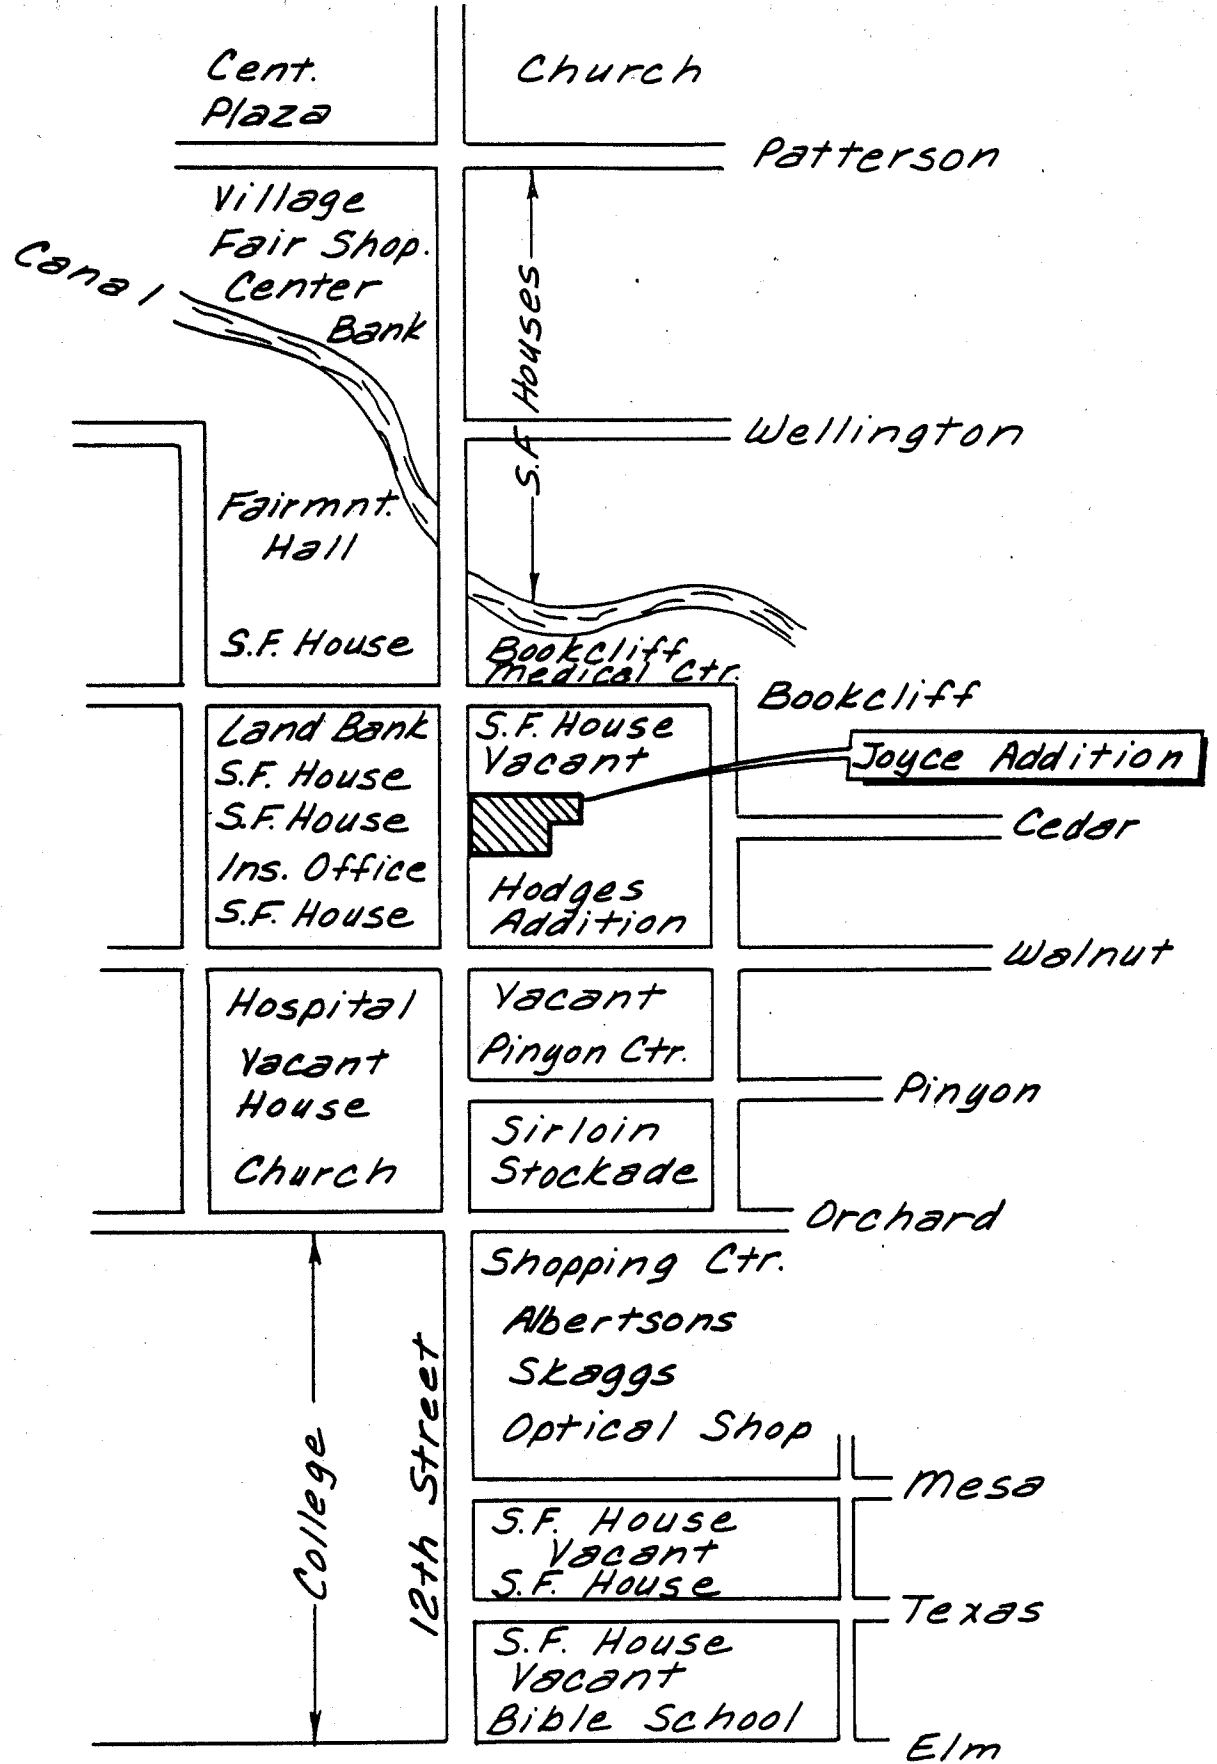 Cent.
Plaza
Church
Patterson
Village
Fair Shop.
Center
Bank
Canal
S.F. Houses
Wellington
Fairmnt.
Hall
S.F. House
Bookcliff
Medical Ctr.
Bookcliff
Land Bank
S.F. House
S.F. House
Ins. Office
S.F. House
S.F. House
Vacant
Joyce Addition
Cedar
Hodges
Addition
Walnut
Hospital
Vacant
House
Church
Vacant
Pinyon Ctr.
Pinyon
Sirloin
Stockade
Orchard
College
12th Street
Shopping Ctr.
Albertsons
Skaggs
Optical Shop
Mesa
S.F. House
Vacant
S.F. House
Texas
S.F. House
Vacant
Bible School
Elm